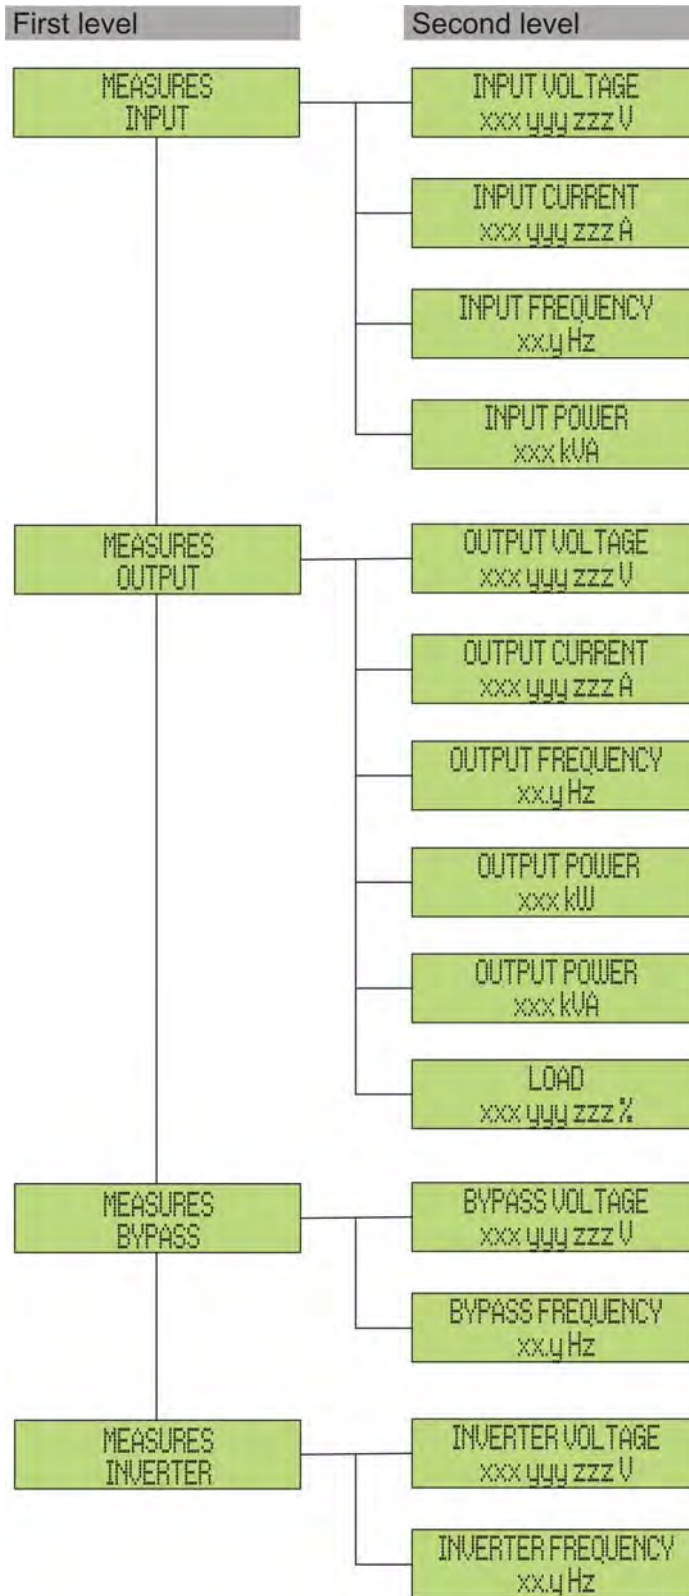 First level
Second level
MEASURES
INPUT
INPUT VOLTAGE
xxx yyy zzz V
INPUT CURRENT
xxx yyy zzz A
INPUT FREQUENCY
xx.y Hz
INPUT POWER
xxx kVA
MEASURES
OUTPUT
OUTPUT VOLTAGE
xxx yyy zzz V
OUTPUT CURRENT
xxx yyy zzz A
OUTPUT FREQUENCY
xx.y Hz
OUTPUT POWER
xxx kW
OUTPUT POWER
xxx kVA
LOAD
xxx yyy zzz %
MEASURES
BYPASS
BYPASS VOLTAGE
xxx yyy zzz V
BYPASS FREQUENCY
xx.y Hz
MEASURES
INVERTER
INVERTER VOLTAGE
xxx yyy zzz V
INVERTER FREQUENCY
xx.y Hz